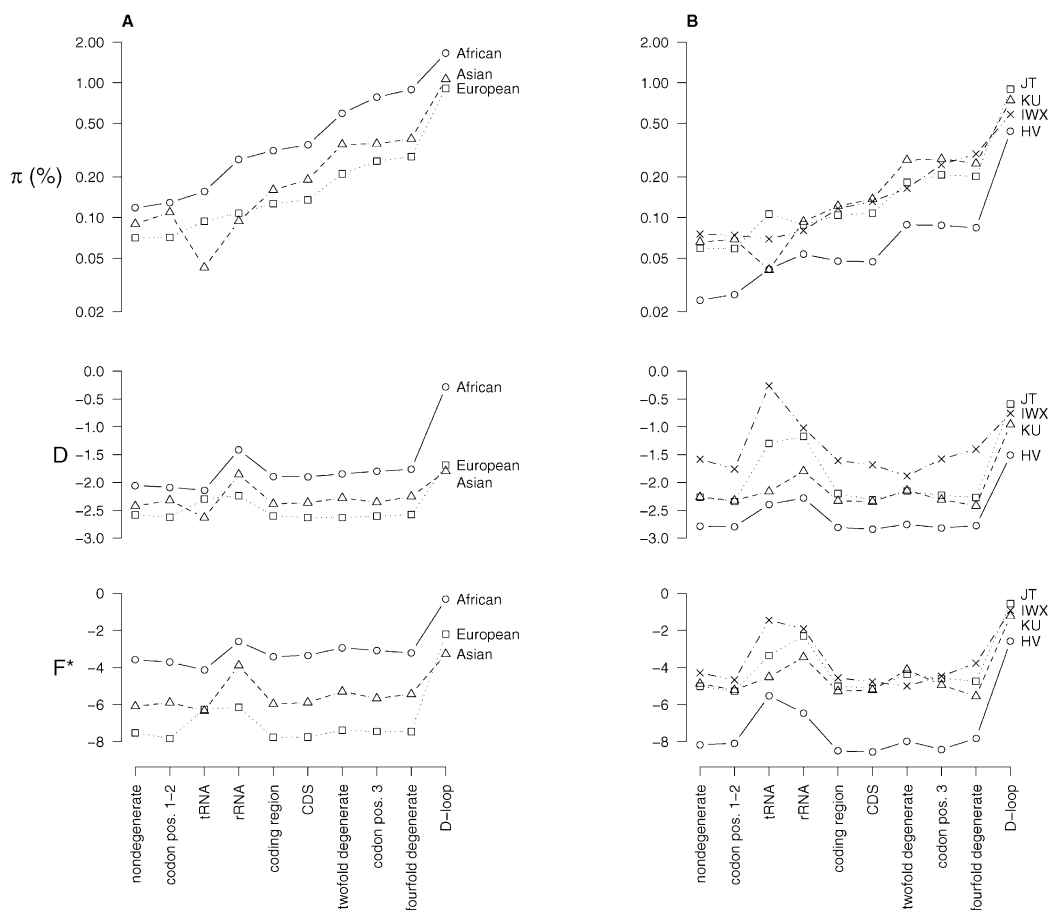 A
2.00
1.00
0.50
0.20
0.10
0.05
0.02
π (%)
African
Asian
European
B
2.00
1.00
0.50
0.20
0.10
0.05
0.02
JT
KU
IWX
HV
0.0
−0.5
−1.0
−1.5
−2.0
−2.5
−3.0
D
African
European
Asian
0.0
−0.5
−1.0
−1.5
−2.0
−2.5
−3.0
JT
IWX
KU
HV
0
−2
−4
−6
−8
F*
African
European
Asian
0
−2
−4
−6
−8
JT
IWX
KU
HV
nondegenerate
codon pos. 1−2
tRNA
rRNA
coding region
CDS
twofold degenerate
codon pos. 3
fourfold degenerate
D−loop
nondegenerate
codon pos. 1−2
tRNA
rRNA
coding region
CDS
twofold degenerate
codon pos. 3
fourfold degenerate
D−loop